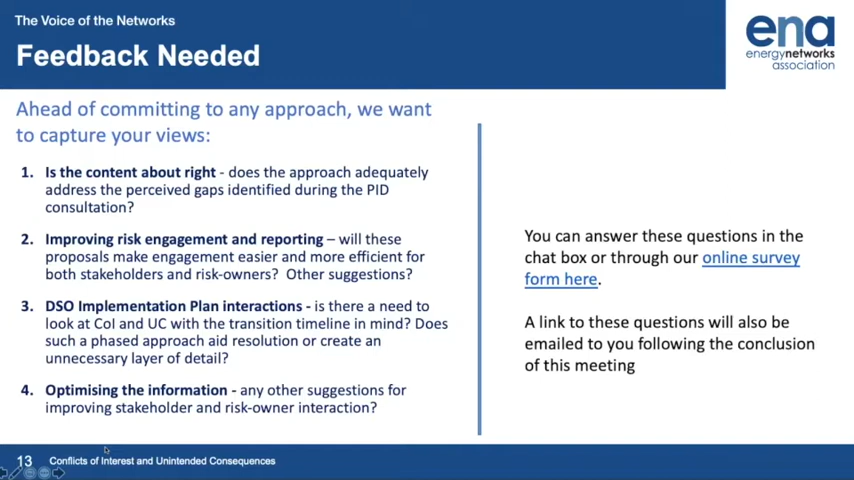 The Voice of the Networks
Feedback Needed
ena
energynetworks
association
Ahead of committing to any approach, we want
to capture your views:
1. Is the content about right - does the approach adequately
address the perceived gaps identified during the PID
consultation?
2. Improving risk engagement and reporting – will these
proposals make engagement easier and more efficient for
both stakeholders and risk-owners? Other suggestions?
3. DSO Implementation Plan interactions - is there a need to
look at CoI and UC with the transition timeline in mind? Does
such a phased approach aid resolution or create an
unnecessary layer of detail?
4. Optimising the information - any other suggestions for
improving stakeholder and risk-owner interaction?
You can answer these questions in the
chat box or through our online survey
form here.
A link to these questions will also be
emailed to you following the conclusion
of this meeting
13 Conflicts of Interest and Unintended Consequences